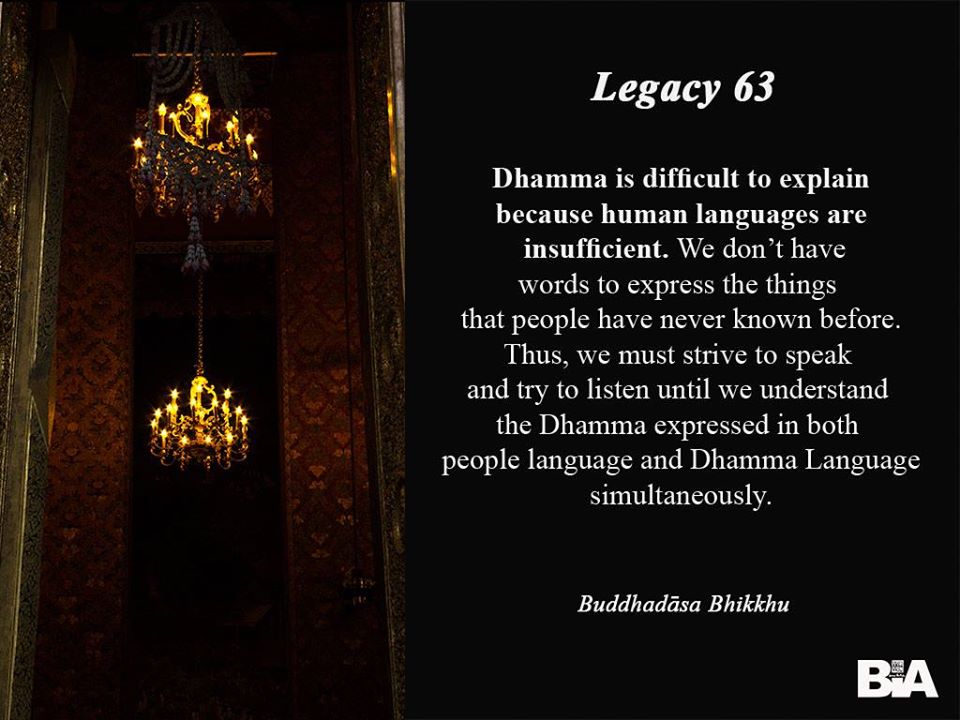 Legacy 63
Dhamma is difficult to explain
because human languages are
insufficient. We don’t have
words to express the things
that people have never known before.
Thus, we must strive to speak
and try to listen until we understand
the Dhamma expressed in both
people language and Dhamma Language
simultaneously.
Buddhadāsa Bhikkhu
BiA